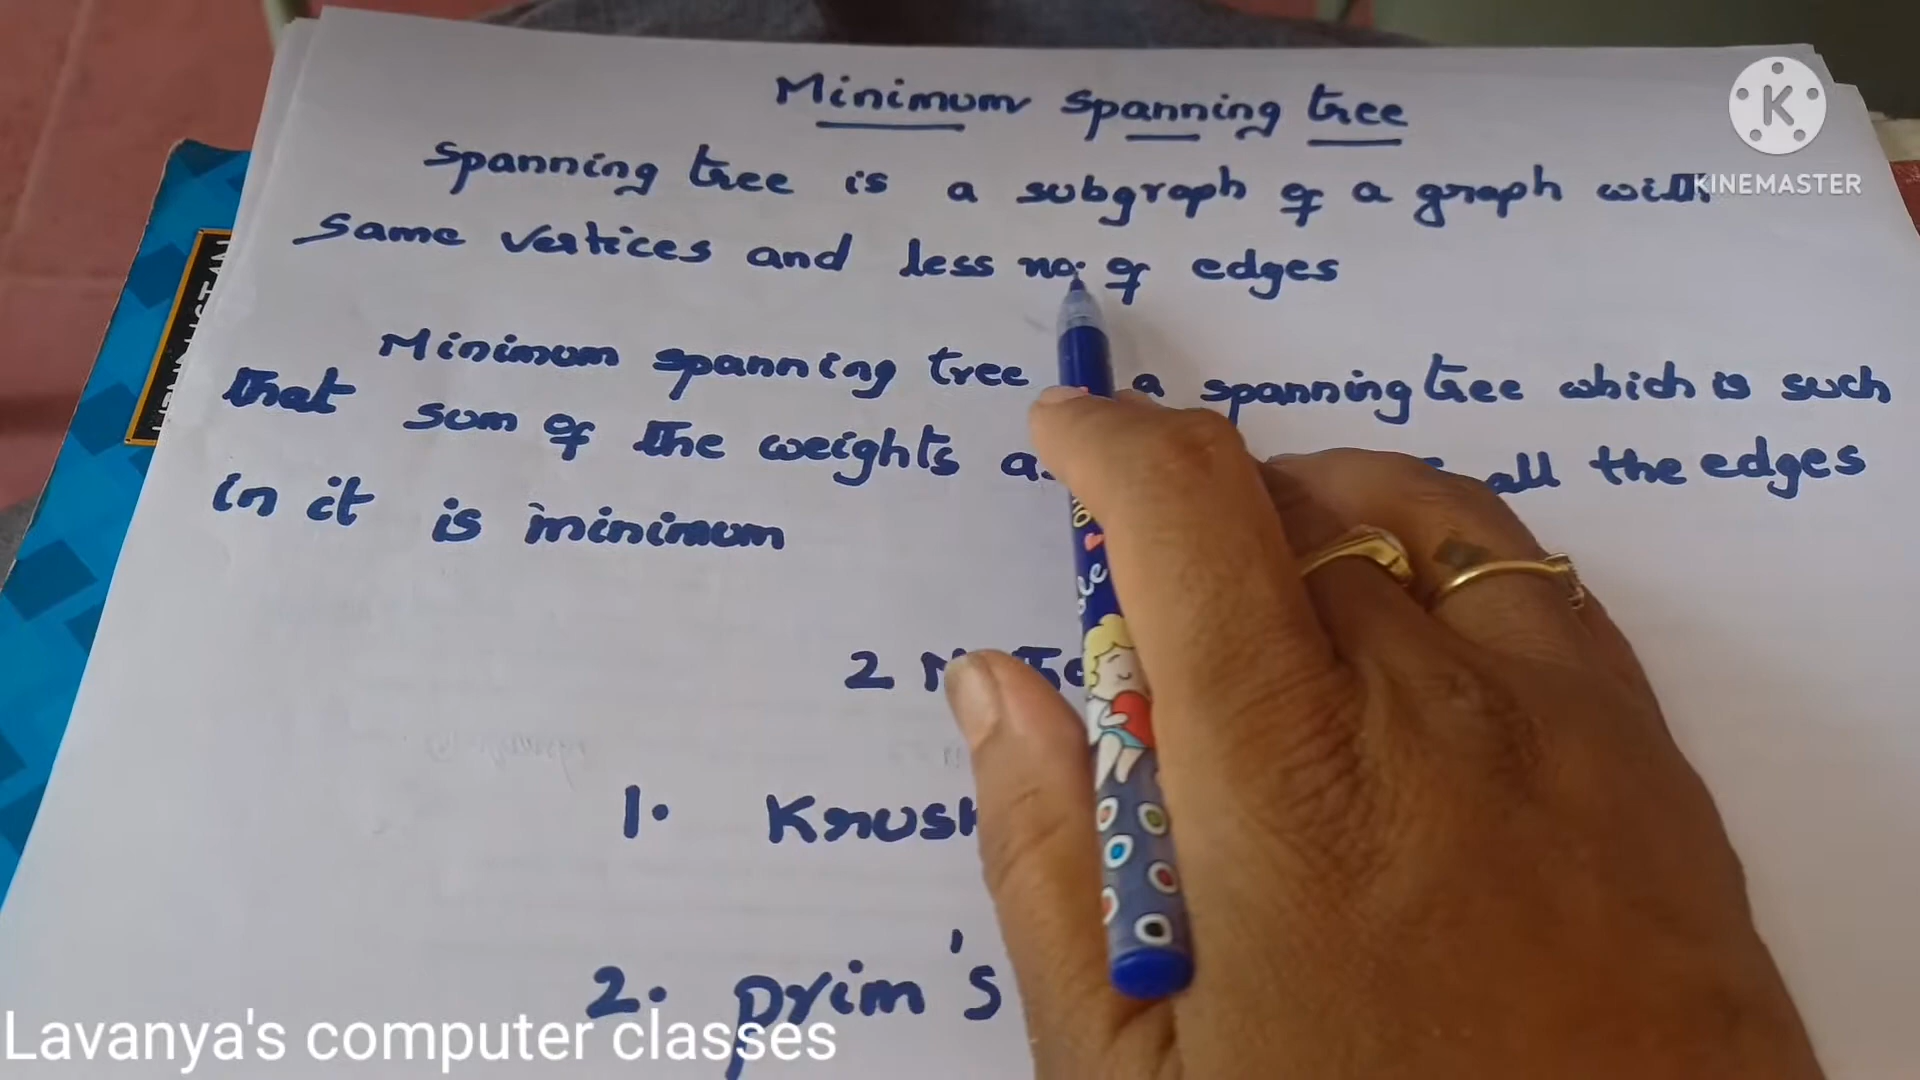 Minimum spanning tree
KINEMASTER
Spanning tree is a subgraph of a graph with
same vertices and less no. of edges
Minimum spanning tree a spanning tree which is such
that sum of the weights all the edges
in it is minimum
2
1.
2. prim's
Lavanya's computer classes